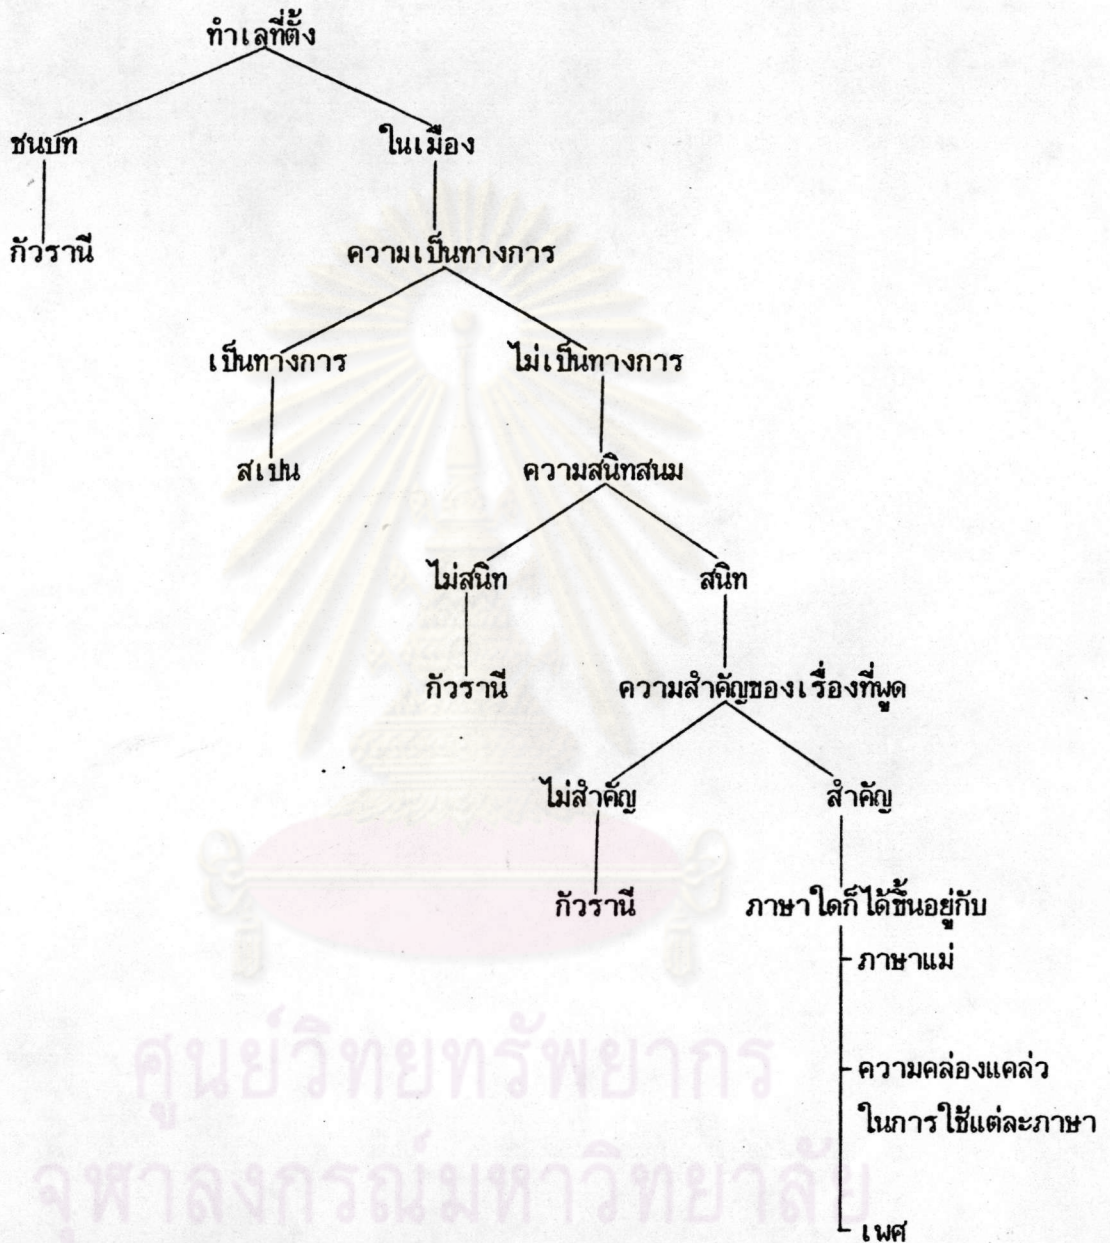 ทำเลที่ตั้ง
ชนบท ในเมือง
กัวรานี ความเป็นทางการ
เป็นทางการ ไม่เป็นทางการ
สเปน ความสนิทสนม
ไม่สนิท สนิท
กัวรานี ความสำคัญของเรื่องที่พูด
ไม่สำคัญ สำคัญ
กัวรานี ภาษาใดก็ได้ขึ้นอยู่กับ
ภาษาแม่
ความคล่องแคล่ว
ในการใช้แต่ละภาษา
เพศ
ศูนย์วิทยทรัพยากร
จุฬาลงกรณ์มหาวิทยาลัย